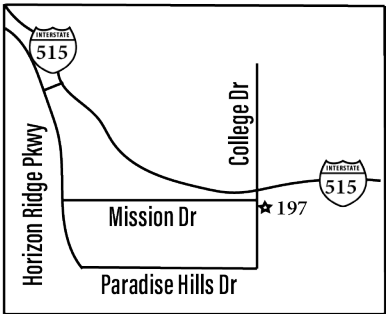 INTERSTATE
515
College Dr
Horizon Ridge Pkwy
INTERSTATE
515
Mission Dr
197
Paradise Hills Dr